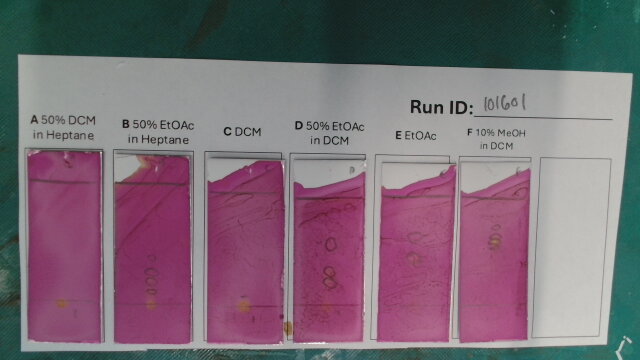 Run ID: 101601
A 50% DCM
in Heptane
B 50% EtOAc
in Heptane
C DCM
D 50% EtOAc
in DCM
E EtOAc
F 10% MeOH
in DCM